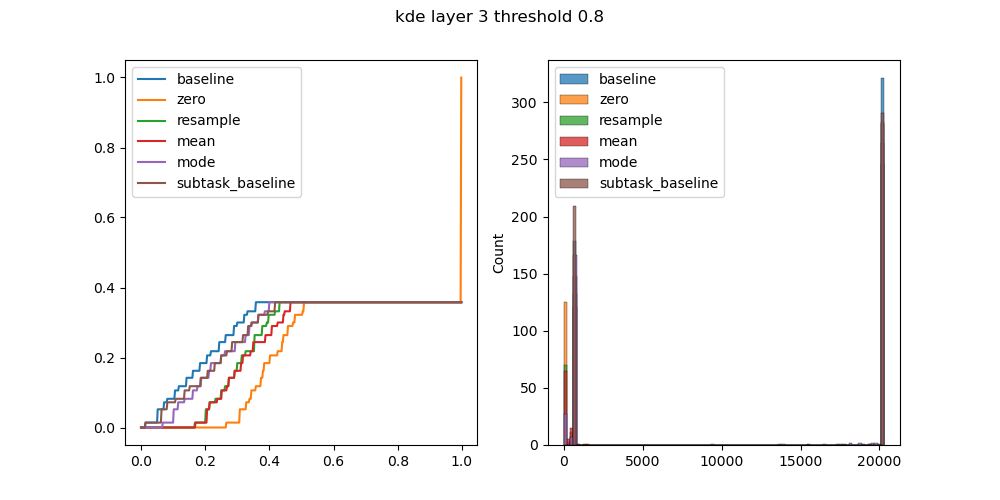 kde layer 3 threshold 0.8
baseline
zero
resample
mean
mode
subtask_baseline
1.0
0.8
0.6
0.4
0.2
0.0
0.0
0.2
0.4
0.6
0.8
1.0
baseline
zero
resample
mean
mode
subtask_baseline
Count
300
250
200
150
100
50
0
0
5000
10000
15000
20000